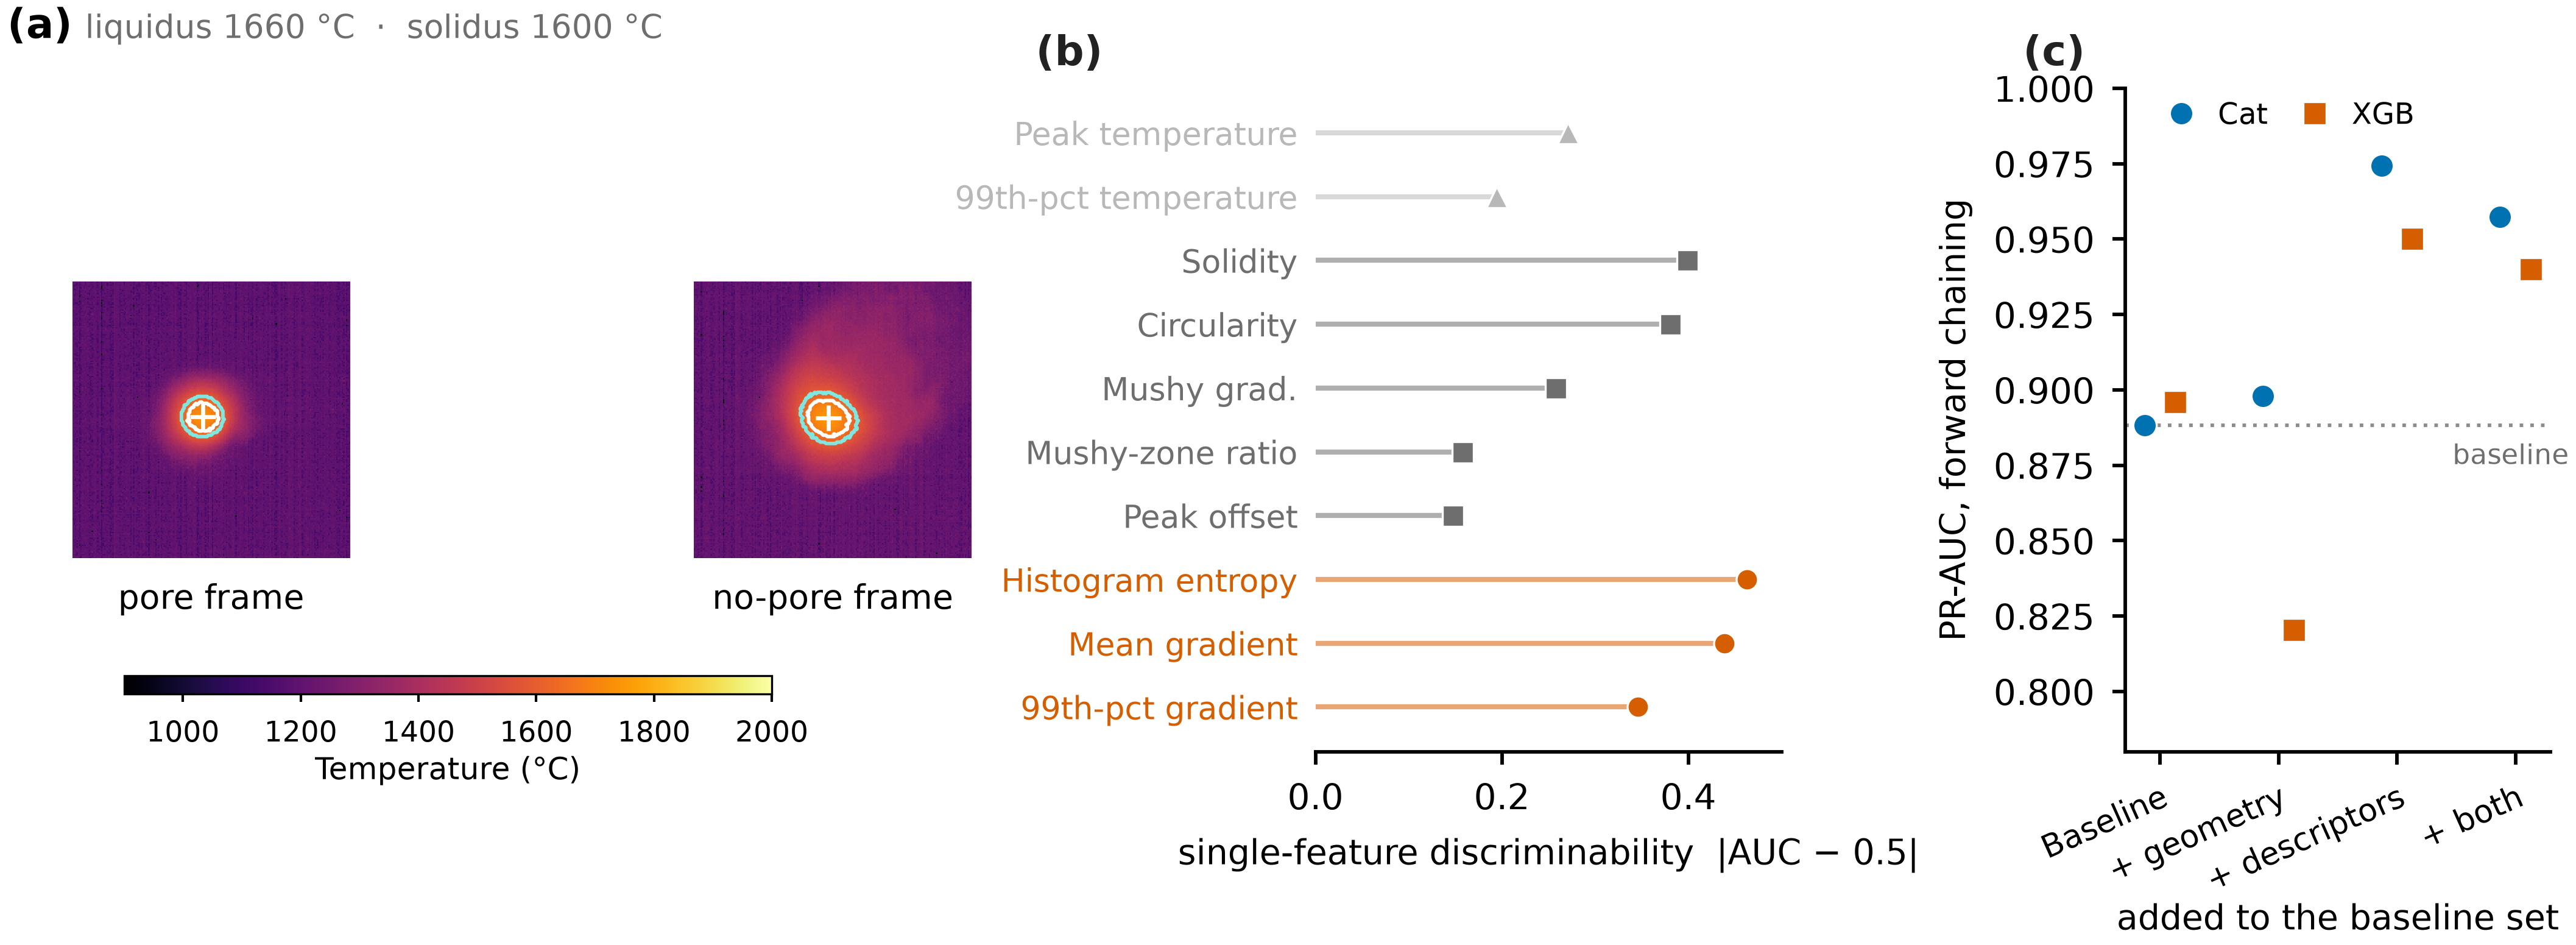 (a) liquidus 1660 °C · solidus 1600 °C
pore frame
no-pore frame
1000 1200 1400 1600 1800 2000
Temperature (°C)
(b)
Peak temperature
99th-pct temperature
Solidity
Circularity
Mushy grad.
Mushy-zone ratio
Peak offset
Histogram entropy
Mean gradient
99th-pct gradient
0.0 0.2 0.4
single-feature discriminability |AUC − 0.5|
(c)
Cat XGB
1.000
0.975
0.950
0.925
0.900
0.875
0.850
0.825
0.800
PR-AUC, forward chaining
baseline
Baseline
+ geometry
+ descriptors
+ both
added to the baseline set